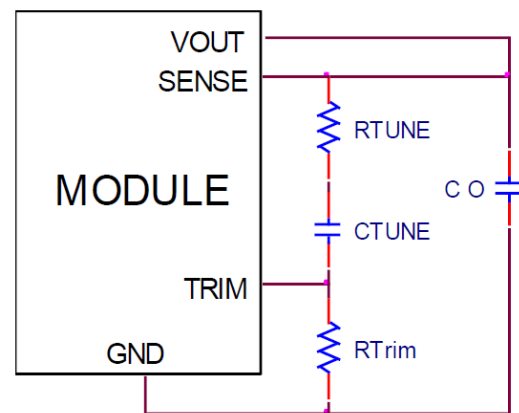 VOUT
SENSE
RTUNE
MODULE
C O
CTUNE
TRIM
RTrim
GND